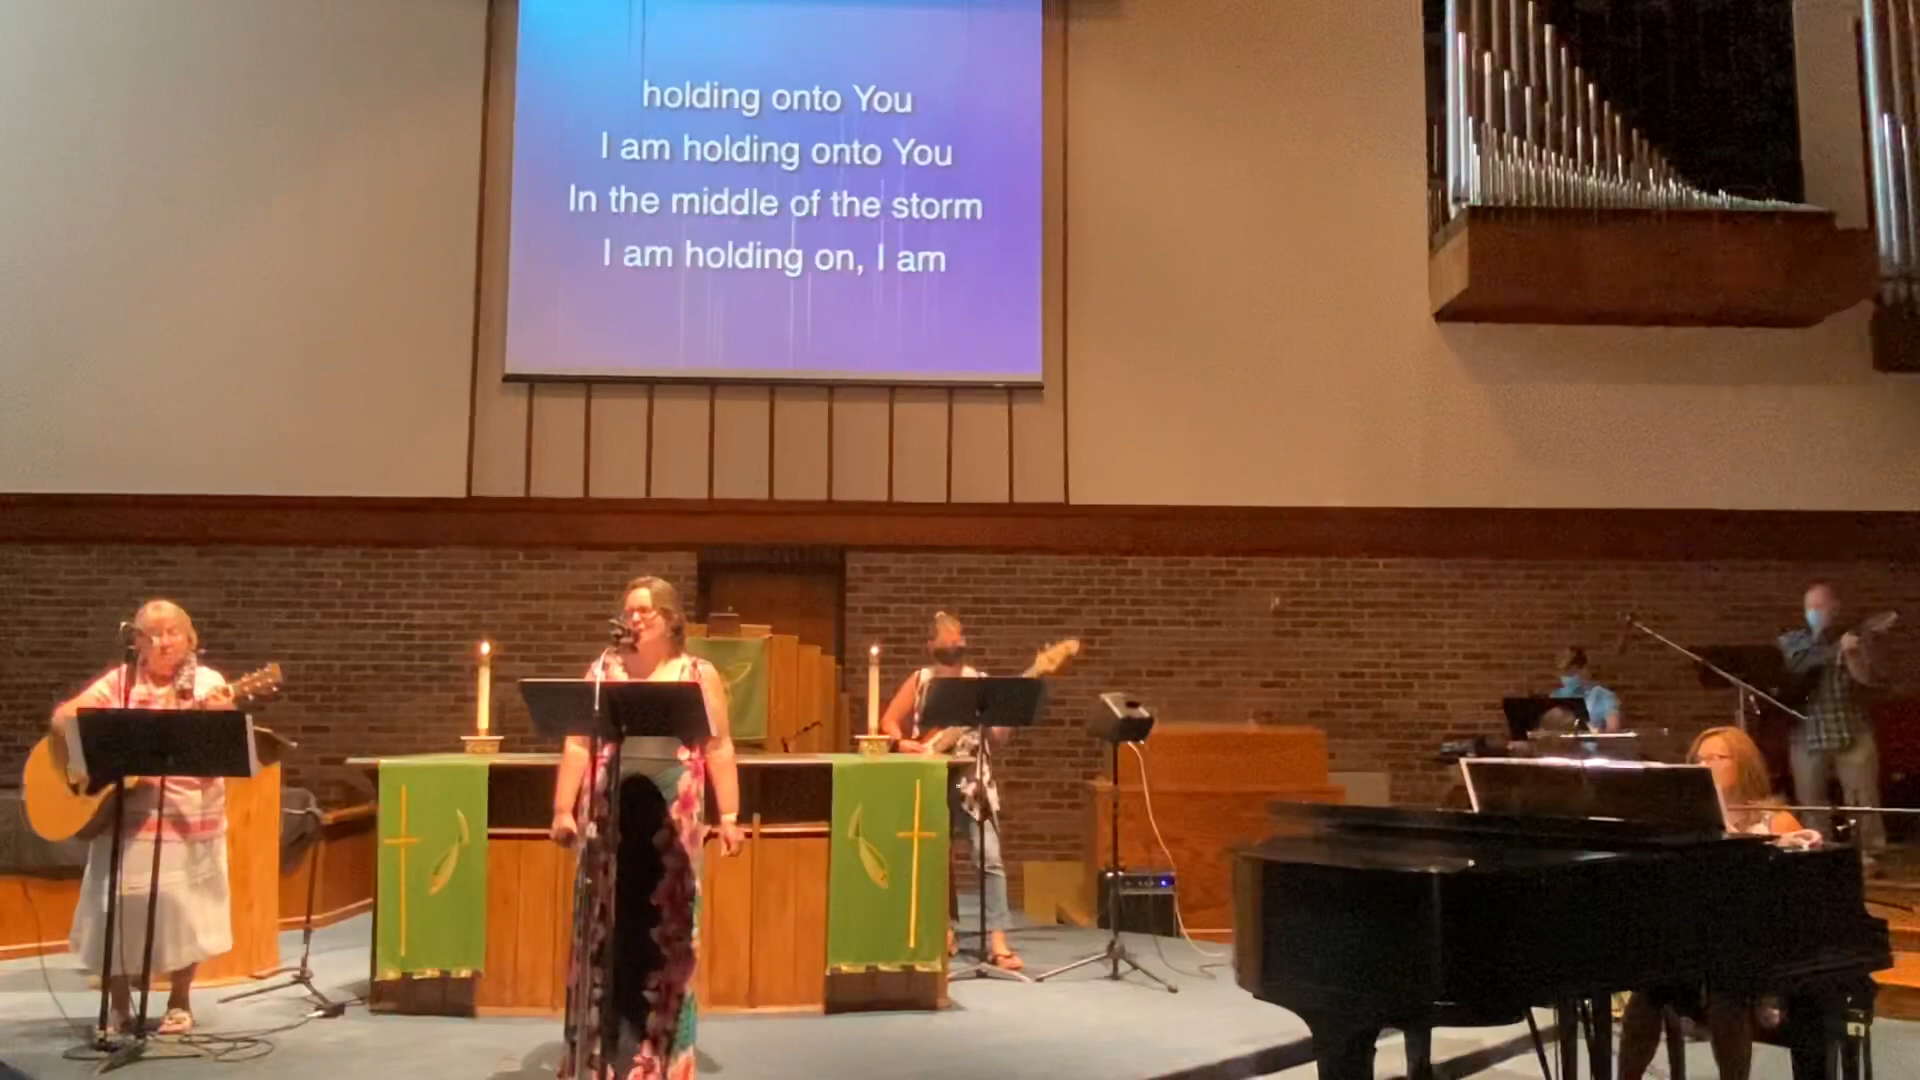 holding onto You
I am holding onto You
In the middle of the storm
I am holding on, I am